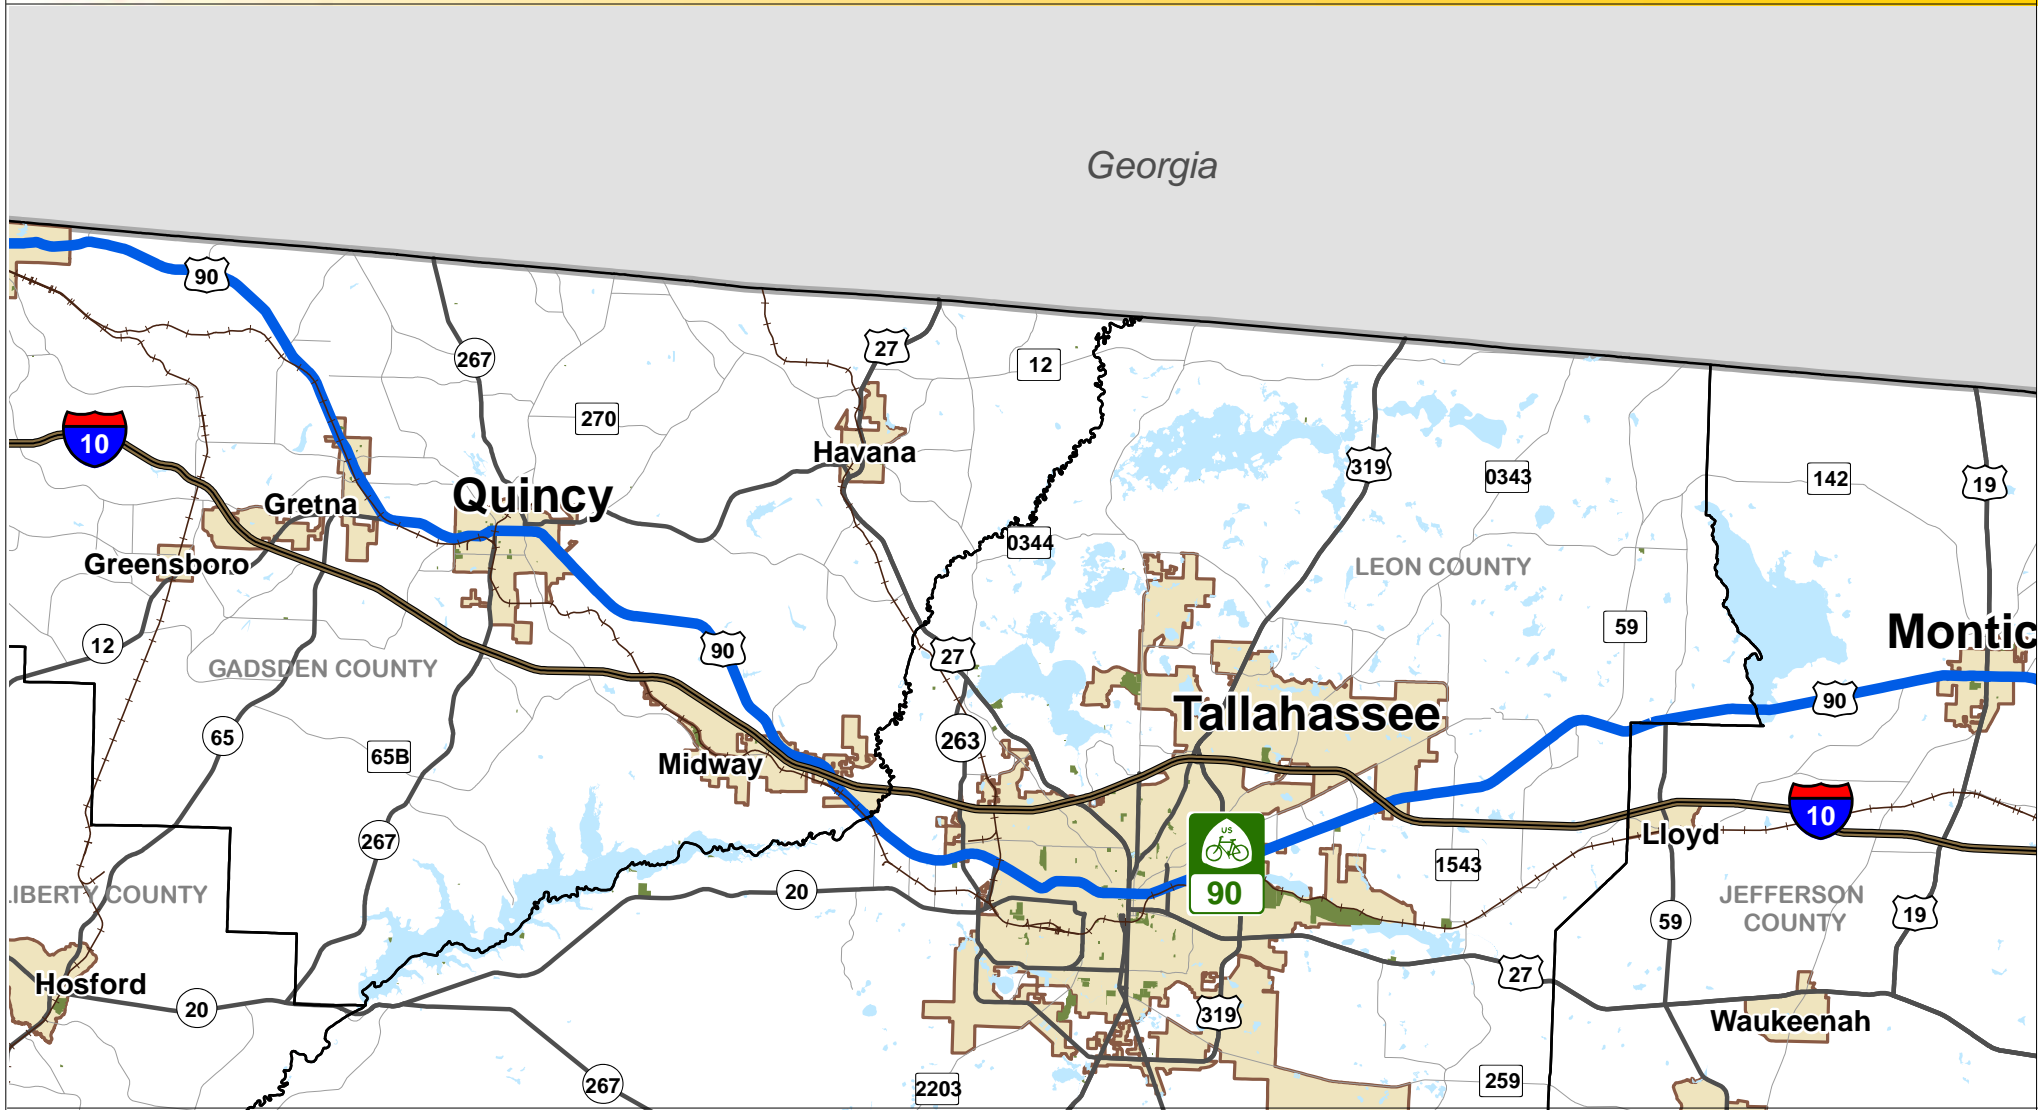 Georgia
90
27
12
267
270
319
0343
142
19
10
Havana
Quincy
Gretna
0344
Greensboro
LEON COUNTY
59
Montic
12
90
27
GADSDEN COUNTY
90
65
Tallahassee
263
65B
Midway
10
Lloyd
US
90
267
1543
20
LIBERTY COUNTY
JEFFERSON
COUNTY
59
19
27
Hosford
20
319
Waukeenah
267
2203
259